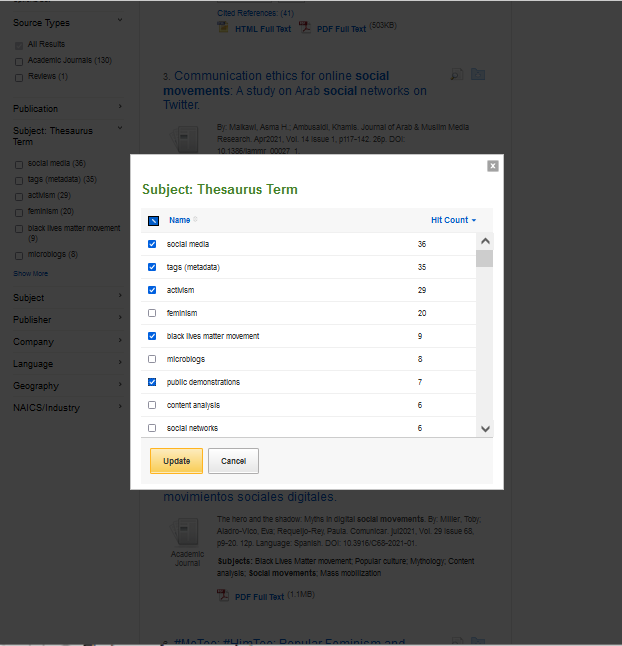 Source Types
All Results
Academic Journals (130)
Reviews (1)
Publication
Subject: Thesaurus
Term
social media (36)
tags (metadata) (35)
activism (29)
feminism (20)
black lives matter movement
(9)
microblogs (8)
Show More
Subject
Publisher
Company
Language
Geography
NAICS/Industry
Cited References: (41)
HTML Full Text PDF Full Text (503KB)
3. Communication ethics for online social
movements: A study on Arab social networks on
Twitter.
By: Malkawi, Asma H.; Ambusaidi, Khamis. Journal of Arab & Muslim Media
Research. Apr2021, Vol. 14 Issue 1, p117-142. 26p. DOI:
10.1386/jammr_00027_1.
x
Subject: Thesaurus Term
Name Hit Count
social media 36
tags (metadata) 35
activism 29
feminism 20
black lives matter movement 9
microblogs 8
public demonstrations 7
content analysis 6
social networks 6
Update Cancel
movimientos sociales digitales.
The hero and the shadow: Myths in digital social movements. By: Miller, Toby;
Aladro-Vico, Eva; Requeijo-Rey, Paula. Comunicar. jul2021, Vol. 29 Issue 68,
p9-20. 12p. Language: Spanish. DOI: 10.3916/C68-2021-01.
Academic
Journal
Subjects: Black Lives Matter movement; Popular culture; Mythology; Content
analysis; Social movements; Mass mobilization
PDF Full Text (1.1MB)
#MeToo: #HimToo: Popular Feminism and